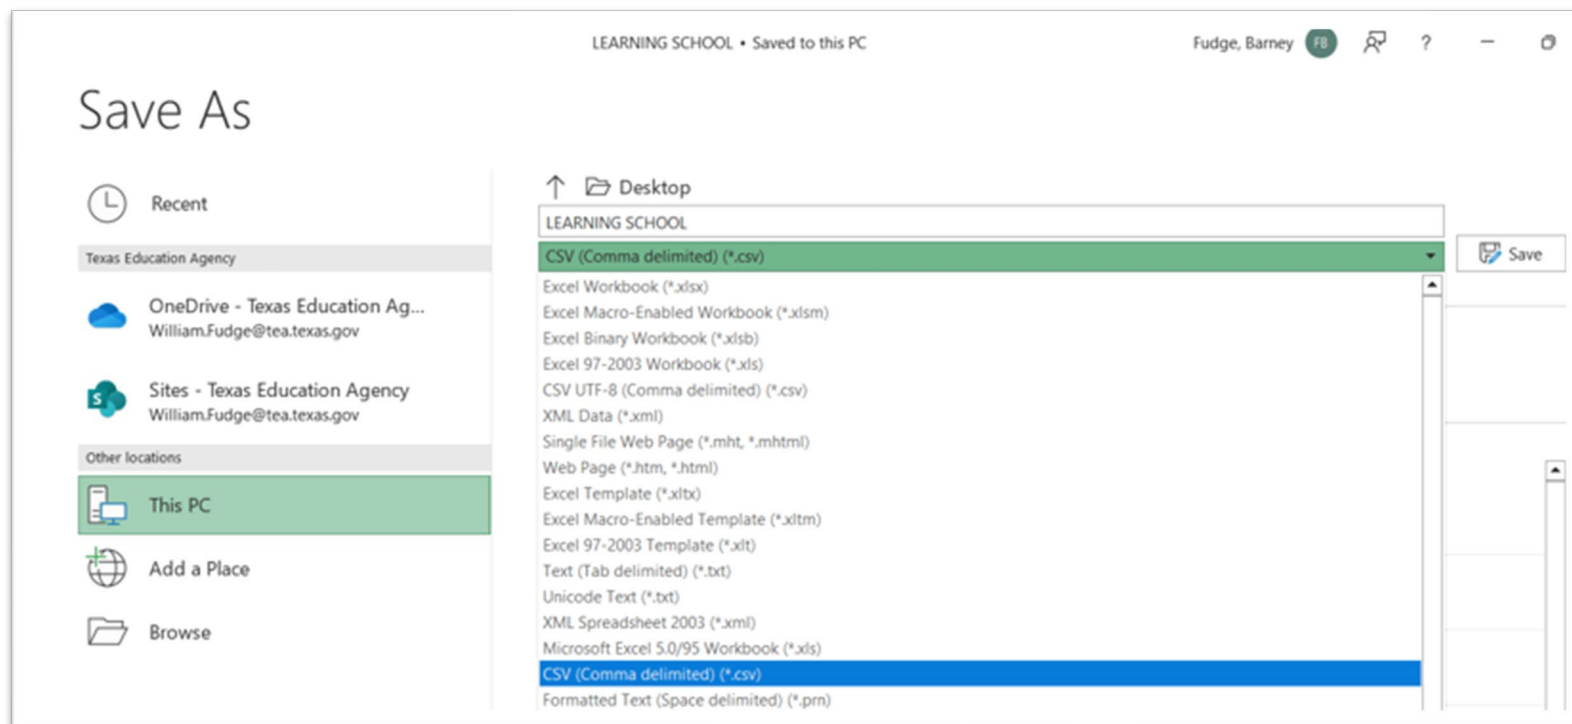 LEARNING SCHOOL • Saved to this PC
Fudge, Barney FB ?
Save As
Recent
Texas Education Agency
OneDrive - Texas Education Ag...
William.Fudge@tea.texas.gov
S
Sites - Texas Education Agency
William.Fudge@tea.texas.gov
Other locations
This PC
Add a Place
Browse
Desktop
LEARNING SCHOOL
CSV (Comma delimited) (*.csv)
Save
Excel Workbook (*.xlsx)
Excel Macro-Enabled Workbook (*.xlsm)
Excel Binary Workbook (*.xlsb)
Excel 97-2003 Workbook (*.xls)
CSV UTF-8 (Comma delimited) (*.csv)
XML Data (*.xml)
Single File Web Page (*.mht, *.mhtml)
Web Page (*.htm, *.html)
Excel Template (*.xltx)
Excel Macro-Enabled Template (*.xltm)
Excel 97-2003 Template (*.xlt)
Text (Tab delimited) (*.txt)
Unicode Text (*.txt)
XML Spreadsheet 2003 (*.xml)
Microsoft Excel 5.0/95 Workbook (*.xls)
CSV (Comma delimited) (*.csv)
Formatted Text (Space delimited) (*.prn)